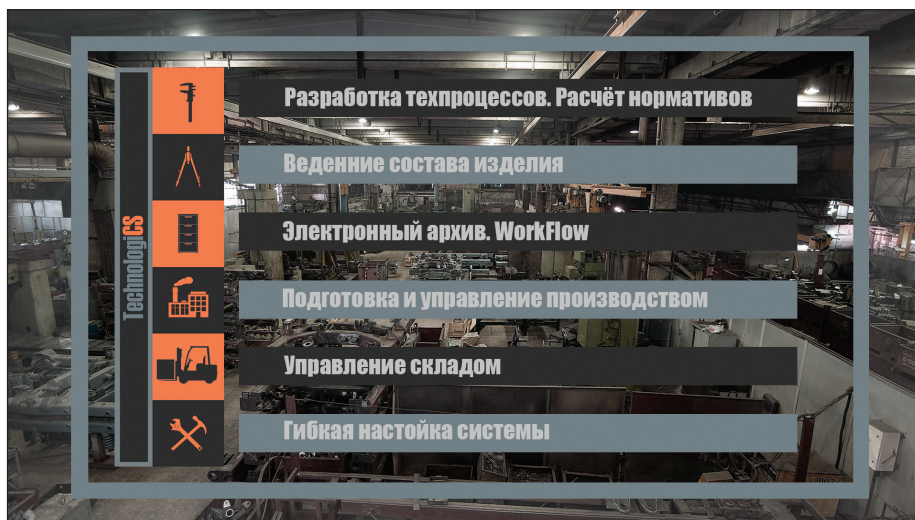 TechnologiCS
Разработка техпроцессов. Расчёт нормативов
Веденние состава изделия
Электронный архив. WorkFlow
Подготовка и управление производством
Управление складом
Гибкая настойка системы